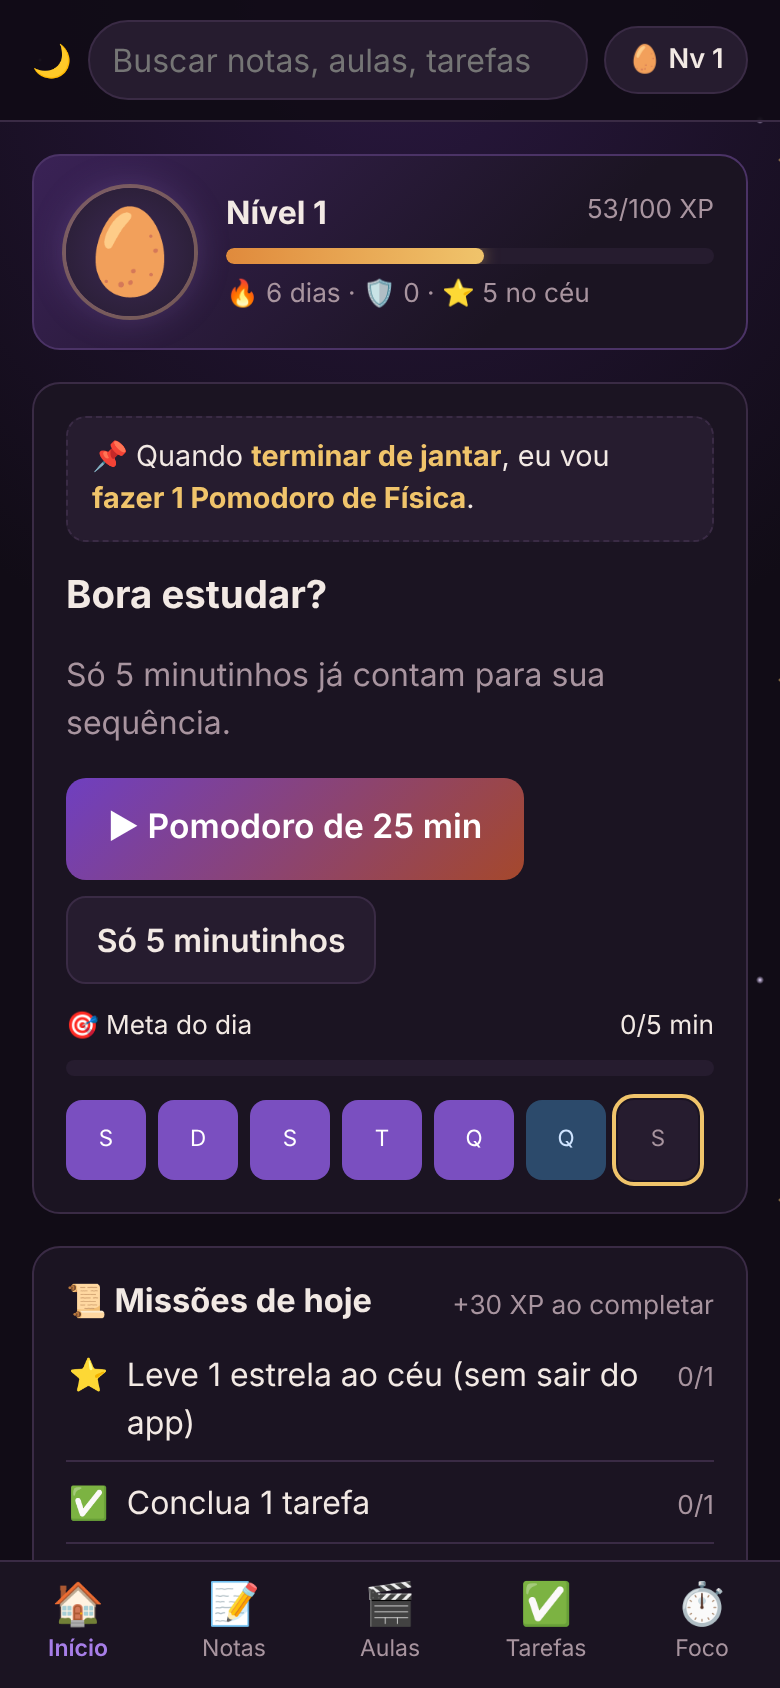 Buscar notas, aulas, tarefas
Nv 1
Nível 1
53/100 XP
6 dias · 0 · 5 no céu
Quando terminar de jantar, eu vou
fazer 1 Pomodoro de Física.
Bora estudar?
Só 5 minutinhos já contam para sua
sequência.
Pomodoro de 25 min
Só 5 minutinhos
Meta do dia
0/5 min
S D S T Q Q S
Missões de hoje
+30 XP ao completar
Leve 1 estrela ao céu (sem sair do
app)
0/1
Conclua 1 tarefa
0/1
Início
Notas
Aulas
Tarefas
Foco